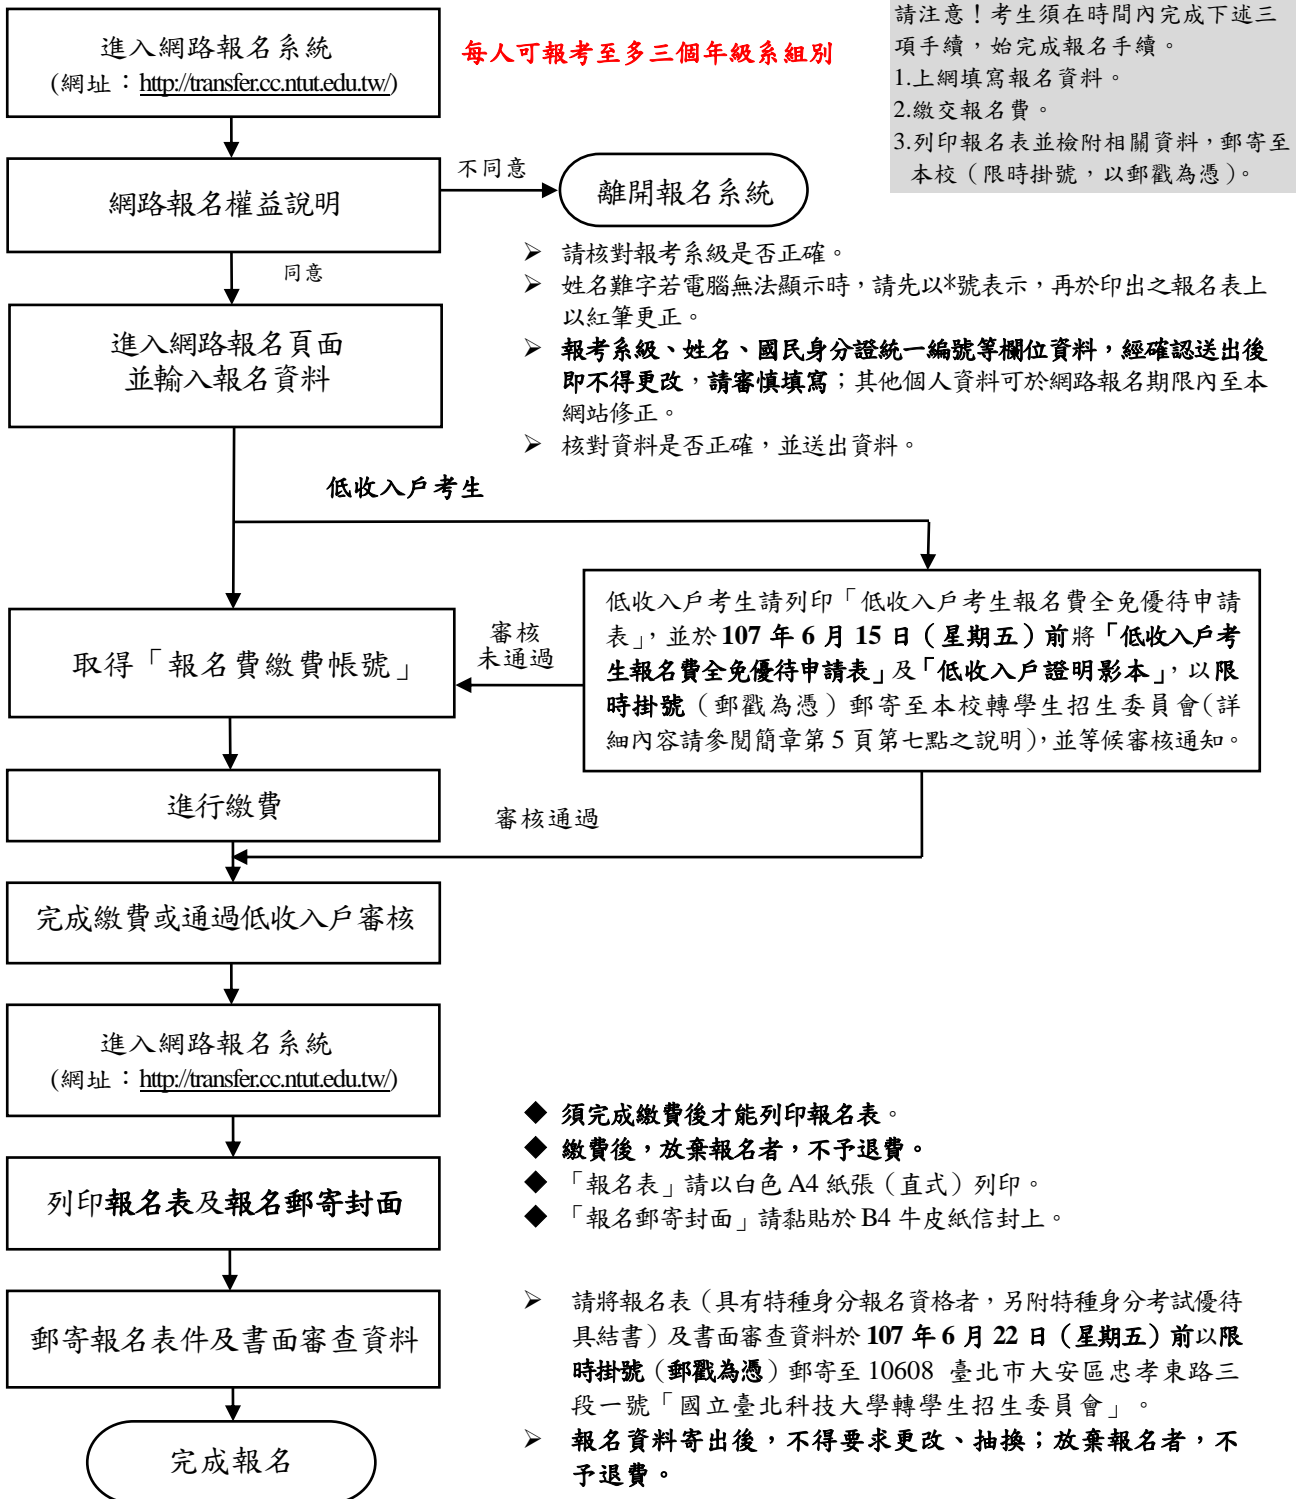 進入網路報名系統
(網址：http://transfer.cc.ntut.edu.tw/)
每人可報考至多三個年級系組別
請注意！考生須在時間內完成下述三
項手續，始完成報名手續。
1.上網填寫報名資料。
2.繳交報名費。
3.列印報名表並檢附相關資料，郵寄至
本校（限時掛號，以郵戳為憑）。
網路報名權益說明
不同意
離開報名系統
同意
進入網路報名頁面
並輸入報名資料
➢ 請核對報考系級是否正確。
➢ 姓名難字若電腦無法顯示時，請先以*號表示，再於印出之報名表上
以紅筆更正。
➢ 報考系級、姓名、國民身分證統一編號等欄位資料，經確認送出後
即不得更改，請審慎填寫；其他個人資料可於網路報名期限內至本
網站修正。
➢ 核對資料是否正確，並送出資料。
低收入戶考生
低收入戶考生請列印「低收入戶考生報名費全免優待申請
表」，並於 107 年 6 月 15 日（星期五）前將「低收入戶考
生報名費全免優待申請表」及「低收入戶證明影本」，以限
時掛號（郵戳為憑）郵寄至本校轉學生招生委員會(詳
細內容請參閱簡章第 5 頁第七點之說明)，並等候審核通知。
審核
未通過
取得「報名費繳費帳號」
進行繳費
審核通過
完成繳費或通過低收入戶審核
進入網路報名系統
(網址：http://transfer.cc.ntut.edu.tw/)
列印報名表及報名郵寄封面
◆ 須完成繳費後才能列印報名表。
◆ 繳費後，放棄報名者，不予退費。
◆ 「報名表」請以白色 A4 紙張（直式）列印。
◆ 「報名郵寄封面」請黏貼於 B4 牛皮紙信封上。
郵寄報名表件及書面審查資料
➢ 請將報名表（具有特種身分報名資格者，另附特種身分考試優待
具結書）及書面審查資料於 107 年 6 月 22 日（星期五）前以限
時掛號（郵戳為憑）郵寄至 10608 臺北市大安區忠孝東路三
段一號「國立臺北科技大學轉學生招生委員會」。
➢ 報名資料寄出後，不得要求更改、抽換；放棄報名者，不
予退費。
完成報名